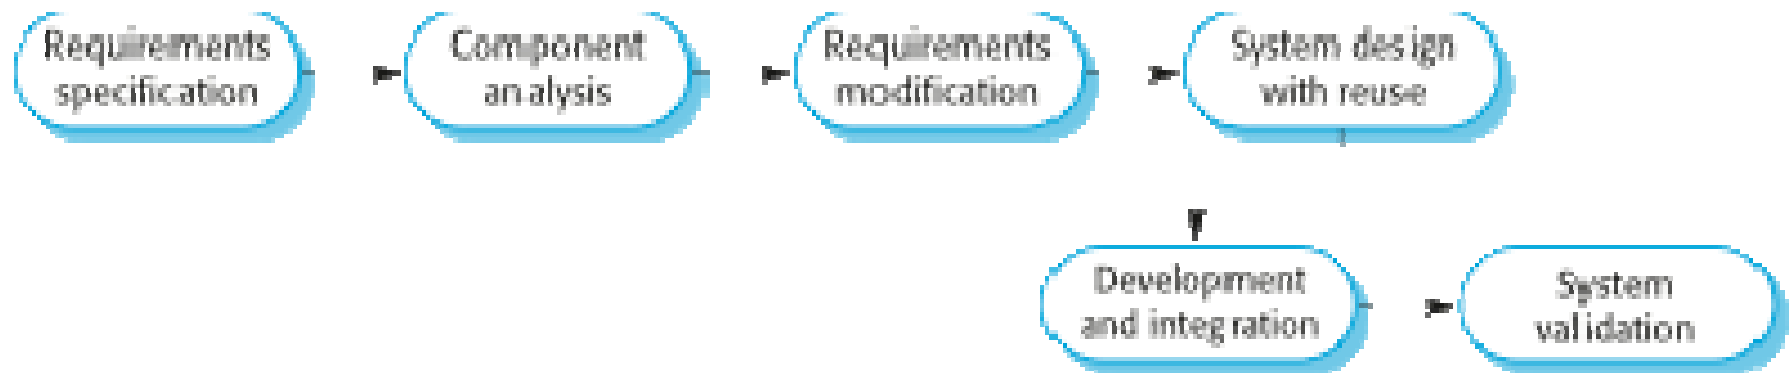 Requirements
specification
Component
analysis
Requirements
modification
System design
with reuse
Development
and integration
System
validation